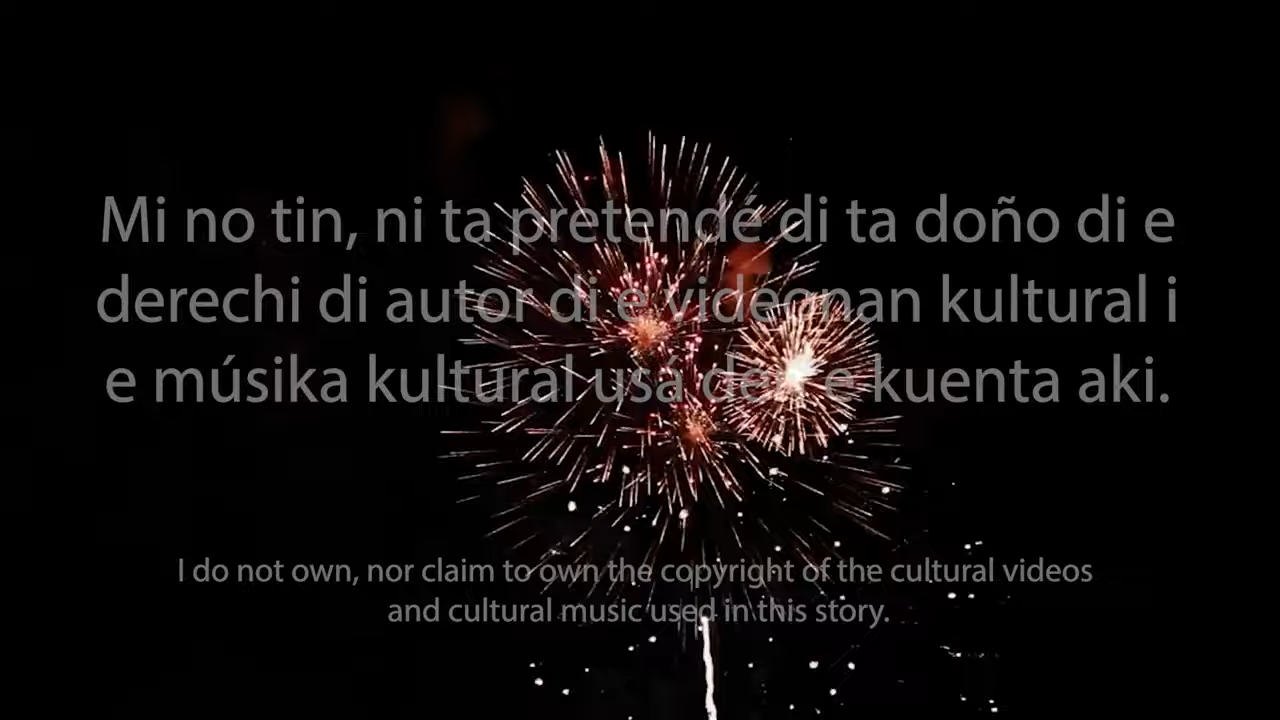 Mi no tin, ni ta pretendé di ta doño di e
derechi di autor di e videonan kultural i
e músika kultural usá den e kuenta aki.
I do not own, nor claim to own the copyright of the cultural videos
and cultural music used in this story.